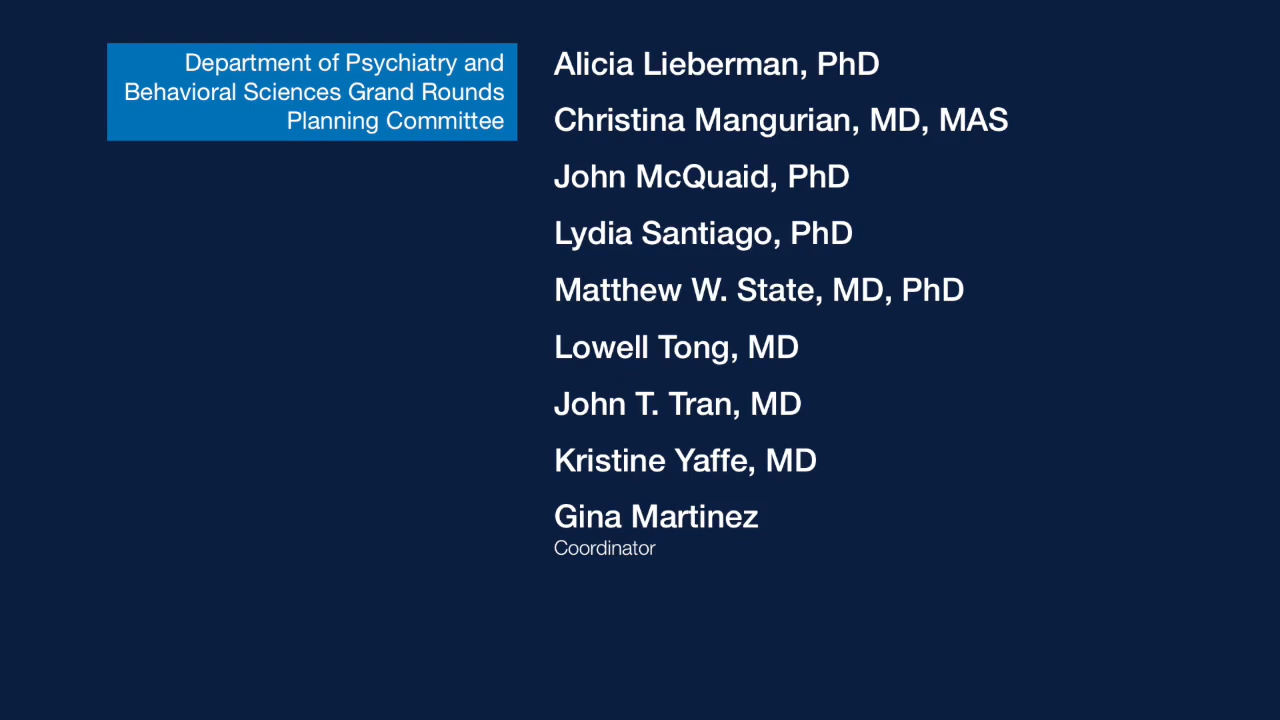 Department of Psychiatry and
Behavioral Sciences Grand Rounds
Planning Committee
Alicia Lieberman, PhD
Christina Mangurian, MD, MAS
John McQuaid, PhD
Lydia Santiago, PhD
Matthew W. State, MD, PhD
Lowell Tong, MD
John T. Tran, MD
Kristine Yaffe, MD
Gina Martinez
Coordinator